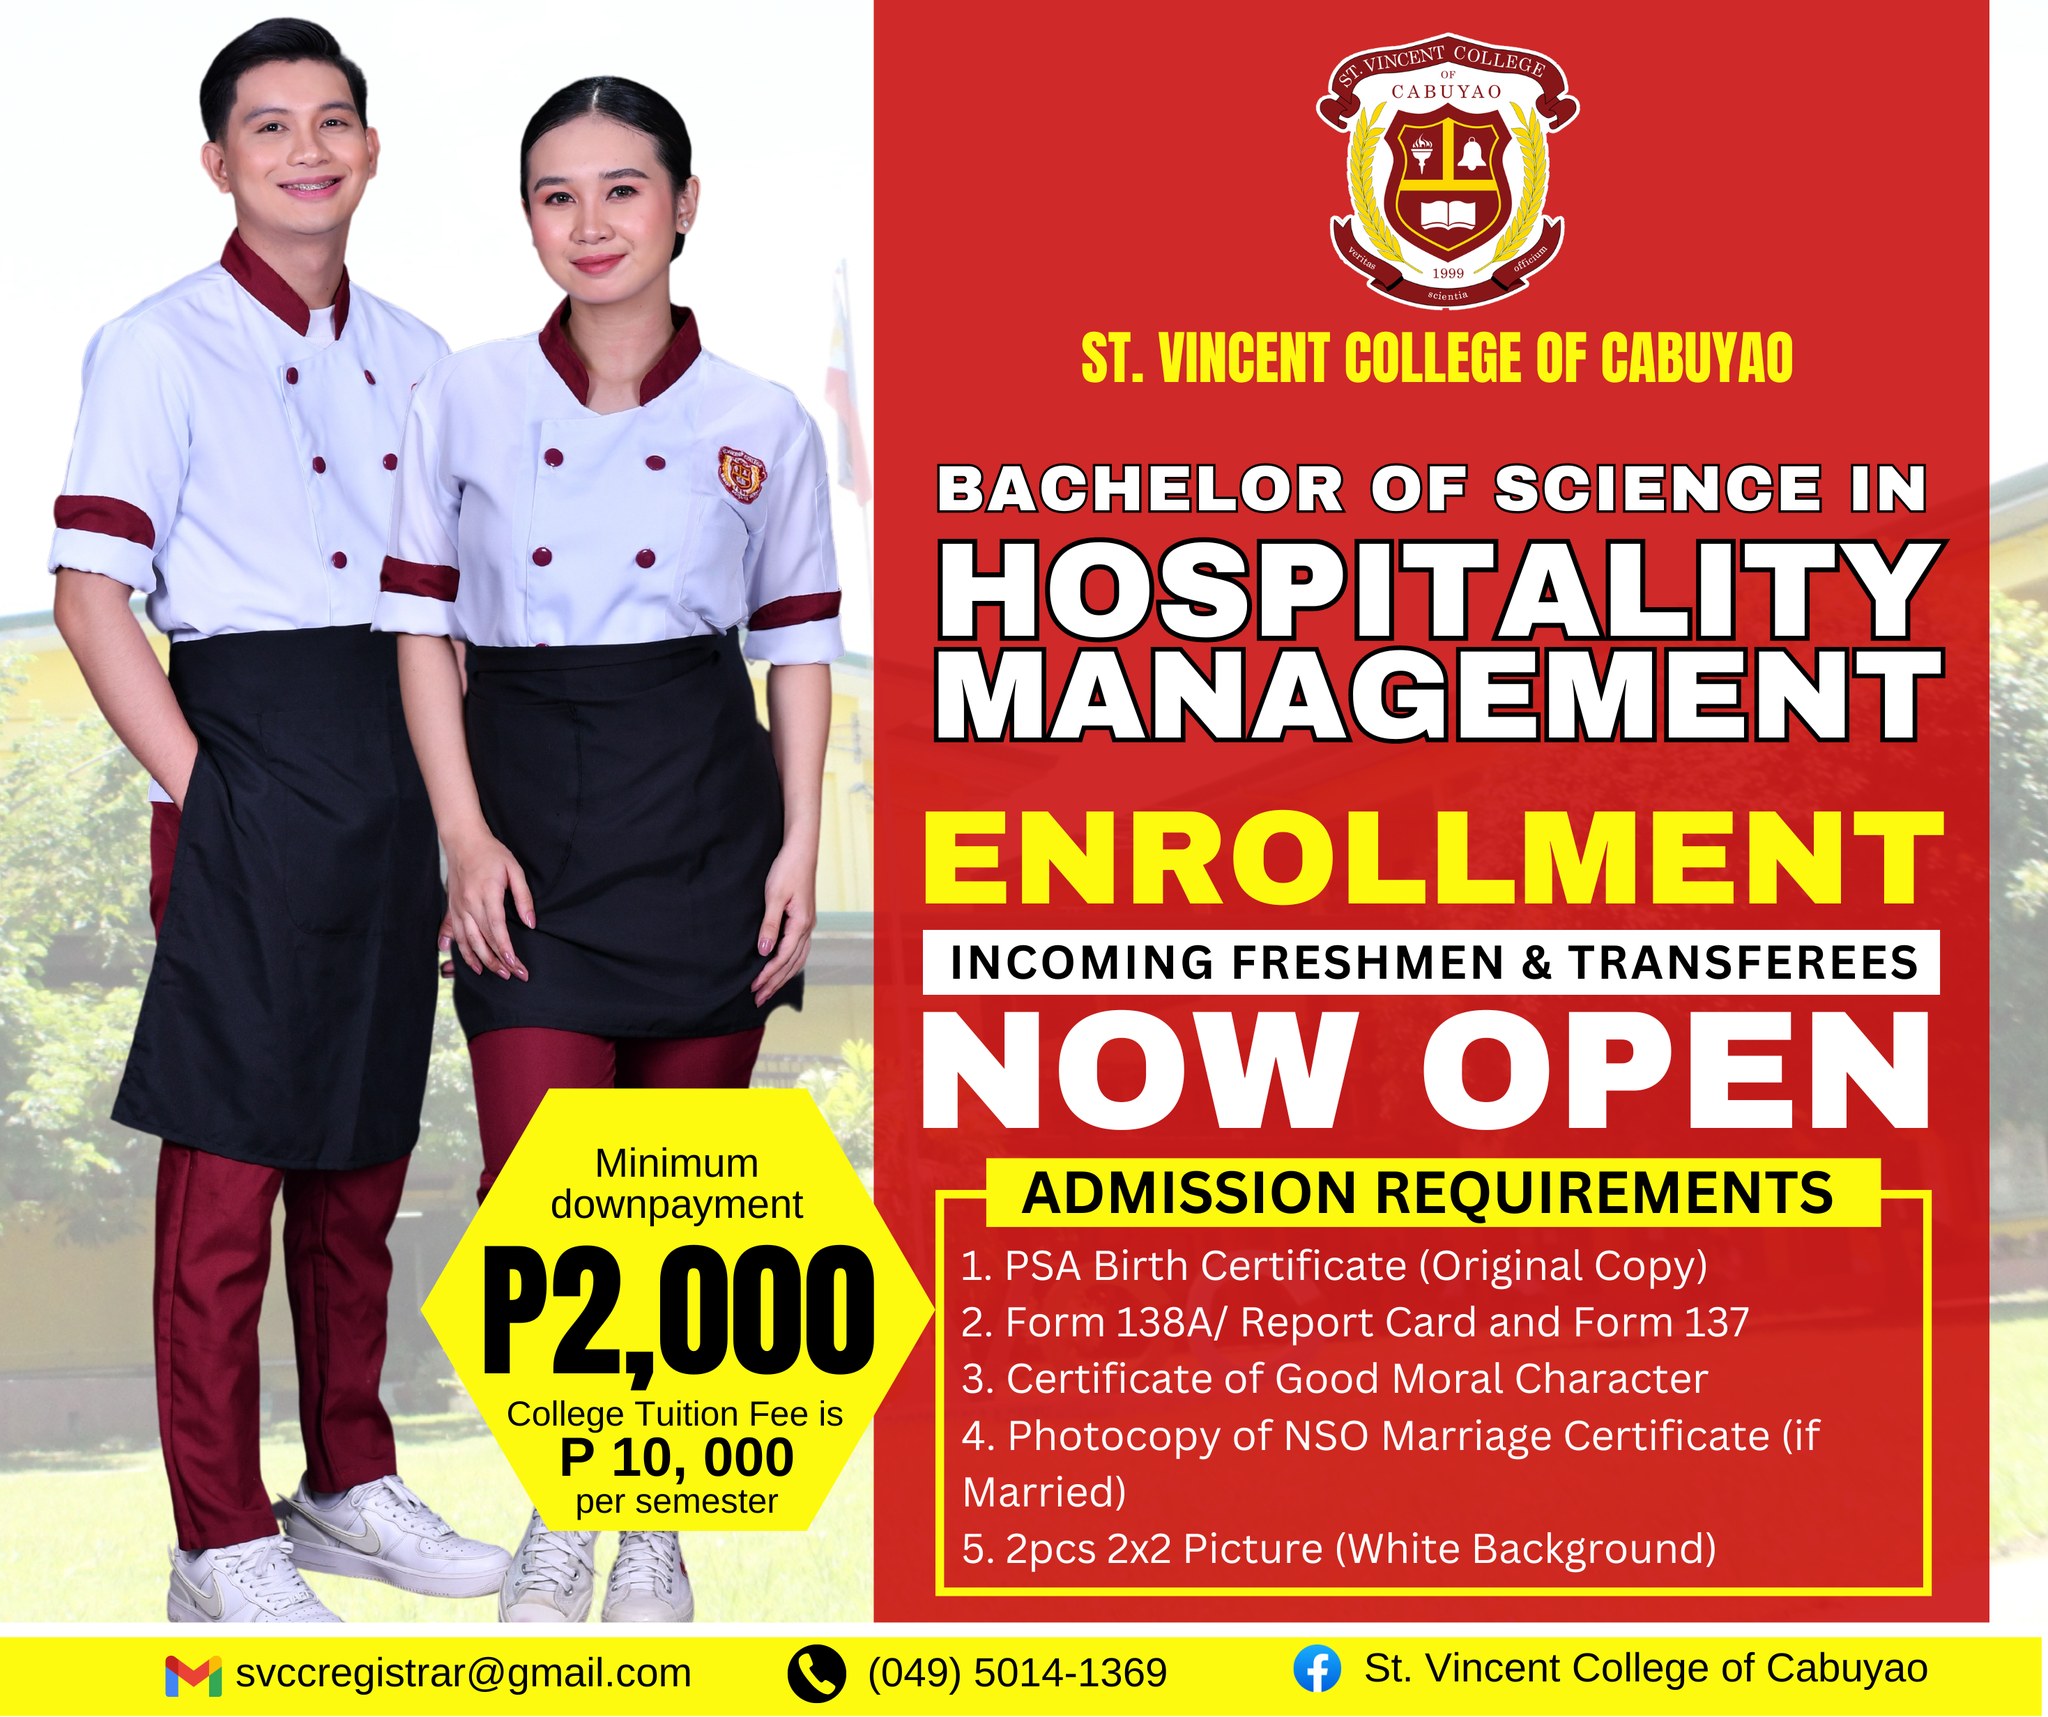 ST. VINCENT COLLEGE
OF
CABUYAO
veritas
1999
officium
scientia
ST. VINCENT COLLEGE OF CABUYAO
BACHELOR OF SCIENCE IN
HOSPITALITY
MANAGEMENT
ENROLLMENT
INCOMING FRESHMEN & TRANSFEREES
NOW OPEN
ADMISSION REQUIREMENTS
1. PSA Birth Certificate (Original Copy)
2. Form 138A/ Report Card and Form 137
3. Certificate of Good Moral Character
4. Photocopy of NSO Marriage Certificate (if
Married)
5. 2pcs 2x2 Picture (White Background)
Minimum
downpayment
P2,000
College Tuition Fee is
P 10, 000
per semester
svccregistrar@gmail.com
(049) 5014-1369
St. Vincent College of Cabuyao